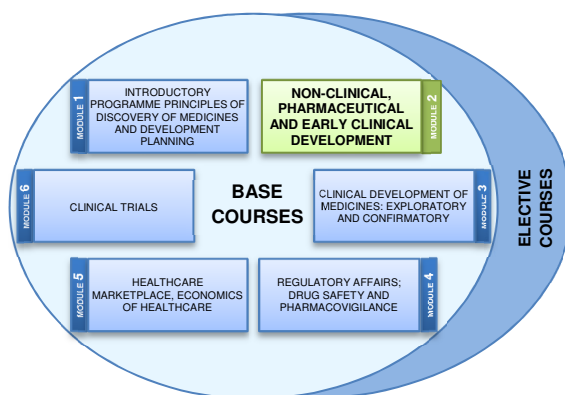 MODULE 1
INTRODUCTORY
PROGRAMME PRINCIPLES OF
DISCOVERY OF MEDICINES
AND DEVELOPMENT
PLANNING
NON-CLINICAL,
PHARMACEUTICAL
AND EARLY CLINICAL
DEVELOPMENT
MODULE 2
MODULE 6
CLINICAL TRIALS
BASE
COURSES
CLINICAL DEVELOPMENT OF
MEDICINES: EXPLORATORY
AND CONFIRMATORY
MODULE 3
ELECTIVE
COURSES
MODULE 5
HEALTHCARE
MARKETPLACE, ECONOMICS
OF HEALTHCARE
REGULATORY AFFAIRS;
DRUG SAFETY AND
PHARMACOVIGILANCE
MODULE 4